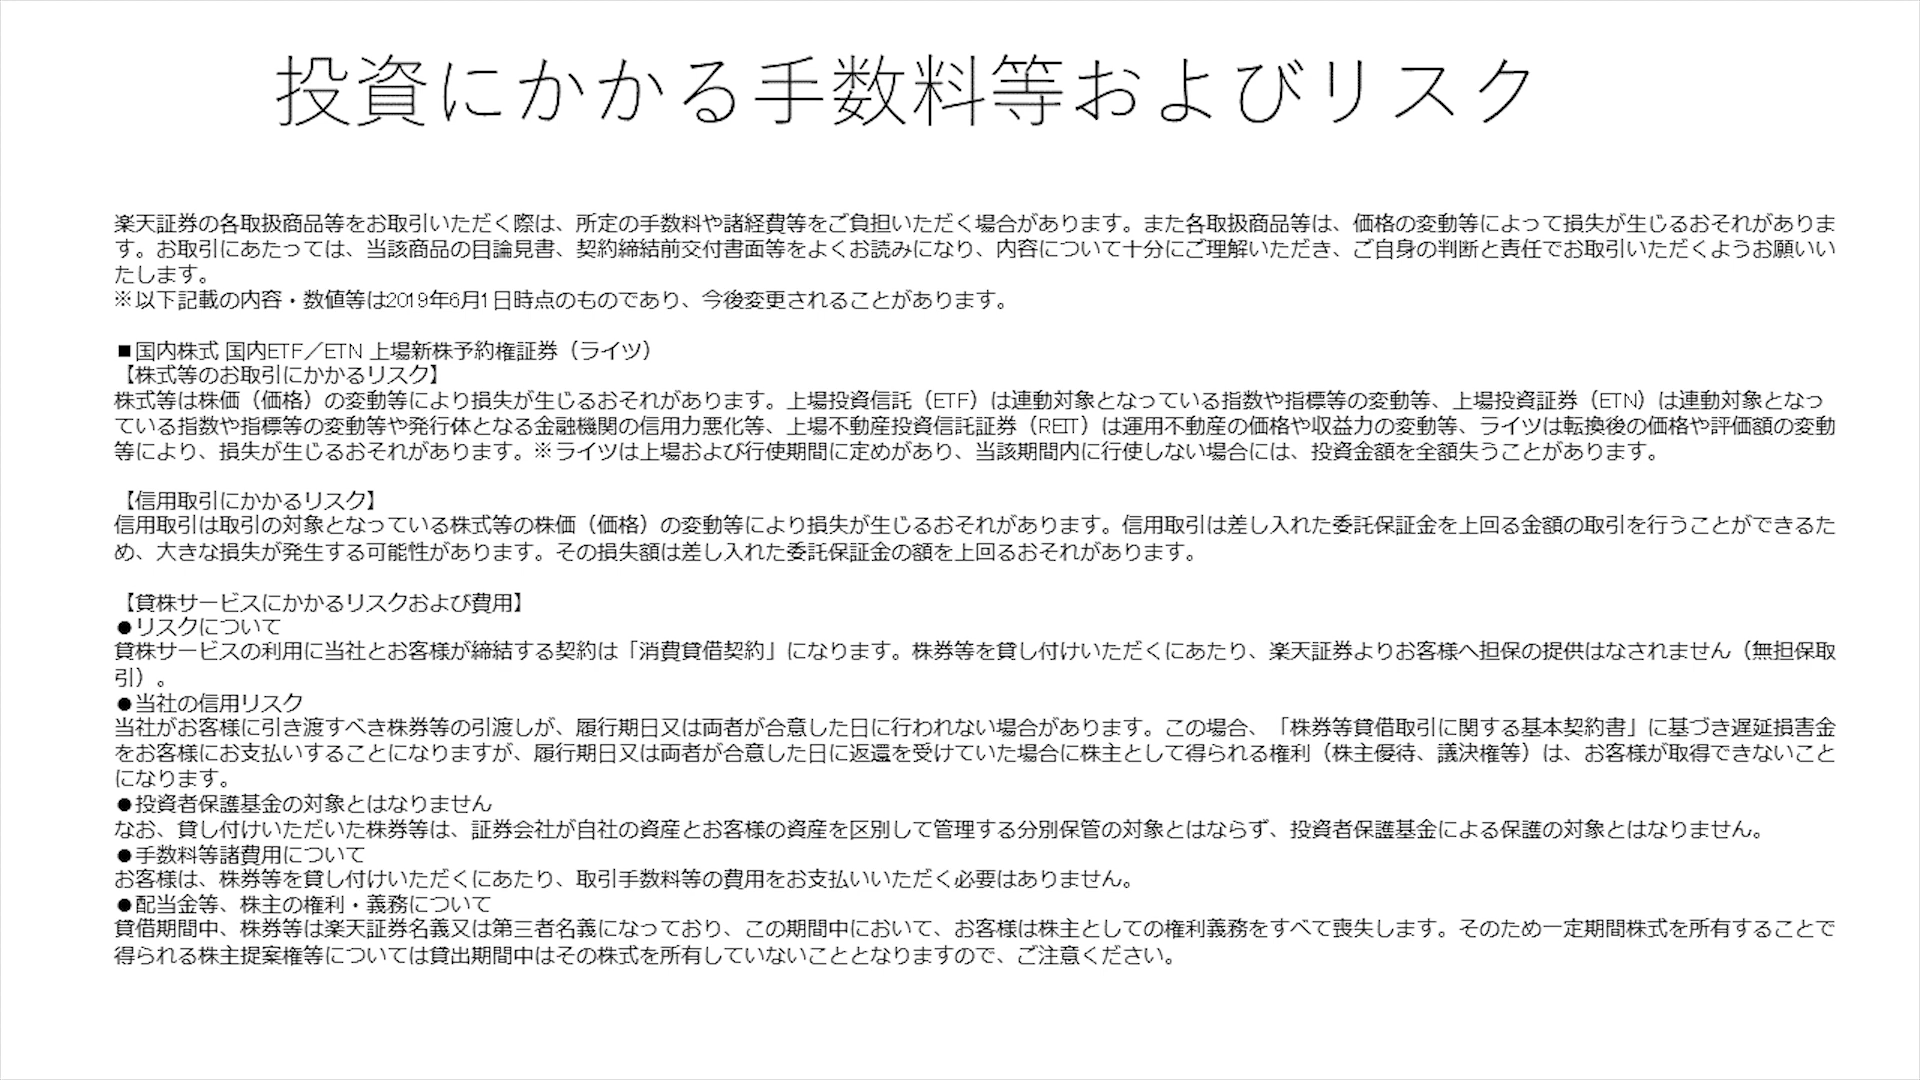 投資にかかる手数料等およびリスク
楽天証券の各取扱商品等をお取引いただく際は、所定の手数料や諸経費等をご負担いただく場合があります。また各取扱商品等は、価格の変動等によって損失が生じるおそれがありま
す。お取引にあたっては、当該商品の目論見書、契約締結前交付書面等をよくお読みになり、内容について十分にご理解いただき、ご自身の判断と責任でお取引いただくようお願いい
たします。
※以下記載の内容・数値等は2019年6月1日時点のものであり、今後変更されることがあります。
■国内株式 国内ETF／ETN 上場新株予約権証券（ライツ）
【株式等のお取引にかかるリスク】
株式等は株価（価格）の変動等により損失が生じるおそれがあります。上場投資信託（ETF）は連動対象となっている指数や指標等の変動等、上場投資証券（ETN）は連動対象となっ
ている指数や指標等の変動等や発行体となる金融機関の信用力悪化等、上場不動産投資信託証券（REIT）は運用不動産の価格や収益力の変動等、ライツは転換後の価格や評価額の変動
等により、損失が生じるおそれがあります。※ライツは上場および行使期間に定めがあり、当該期間内に行使しない場合には、投資金額を全額失うことがあります。
【信用取引にかかるリスク】
信用取引は取引の対象となっている株式等の株価（価格）の変動等により損失が生じるおそれがあります。信用取引は差し入れた委託保証金を上回る金額の取引を行うことができるた
め、大きな損失が発生する可能性があります。その損失額は差し入れた委託保証金の額を上回るおそれがあります。
【貸株サービスにかかるリスクおよび費用】
●リスクについて
貸株サービスの利用に当社とお客様が締結する契約は「消費貸借契約」になります。株券等を貸し付けいただくにあたり、楽天証券よりお客様へ担保の提供はなされません（無担保取
引）。
●当社の信用リスク
当社がお客様に引き渡すべき株券等の引渡しが、履行期日又は両者が合意した日に行われない場合があります。この場合、「株券等貸借取引に関する基本契約書」に基づき遅延損害金
をお客様にお支払いすることになりますが、履行期日又は両者が合意した日に返還を受けていた場合に株主として得られる権利（株主優待、議決権等）は、お客様が取得できないこと
になります。
●投資者保護基金の対象とはなりません
なお、貸し付けいただいた株券等は、証券会社が自社の資産とお客様の資産を区別して管理する分別保管の対象とはならず、投資者保護基金による保護の対象とはなりません。
●手数料等諸費用について
お客様は、株券等を貸し付けいただくにあたり、取引手数料等の費用をお支払いいただく必要はありません。
●配当金等、株主の権利・義務について
貸借期間中、株券等は楽天証券名義又は第三者名義になっており、この期間中において、お客様は株主としての権利義務をすべて喪失します。そのため一定期間株式を所有することで
得られる株主提案権等については貸出期間中はその株式を所有していないこととなりますので、ご注意ください。